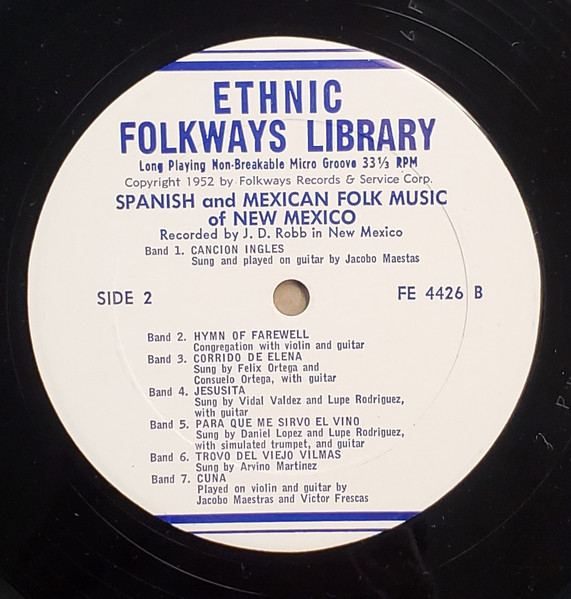 ETHNIC
FOLKWAYS LIBRARY
Long Playing Non-Breakable Micro Groove 33⅓ RPM
Copyright 1952 by Folkways Records & Service Corp.
SPANISH and MEXICAN FOLK MUSIC
of NEW MEXICO
Recorded by J. D. Robb in New Mexico
Band 1. CANCION INGLES
Sung and played on guitar by Jacobo Maestas
SIDE 2 FE 4426 B
Band 2. HYMN OF FAREWELL
Congregation with violin and guitar
Band 3. CORRIDO DE ELENA
Sung by Felix Ortega and
Consuelo Ortega, with guitar
Band 4. JESUSITA
Sung by Vidal Valdez and Lupe Rodriguez,
with guitar
Band 5. PARA QUE ME SIRVO EL VINO
Sung by Daniel Lopez and Lupe Rodriguez,
with simulated trumpet, and guitar
Band 6. TROVO DEL VIEJO VILMAS
Sung by Arvino Martinez
Band 7. CUNA
Played on violin and guitar by
Jacobo Maestras and Victor Frescas